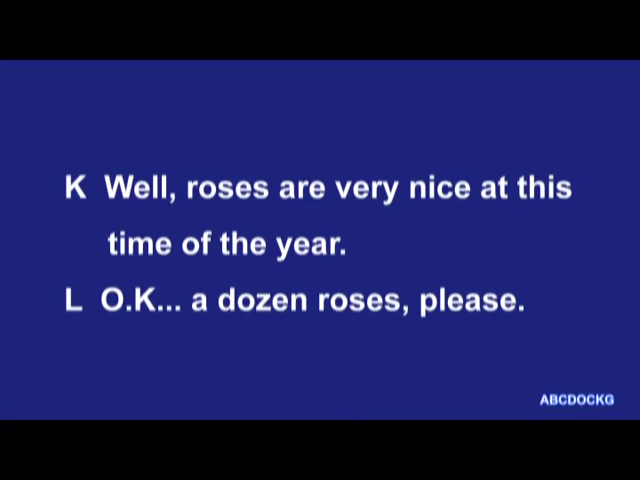 K Well, roses are very nice at this
time of the year.
L O.K... a dozen roses, please.
ABCDOCKG